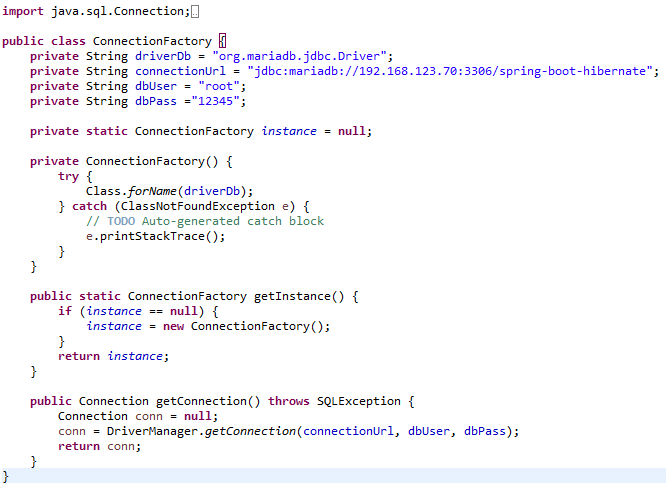 import java.sql.Connection;
public class ConnectionFactory {
    private String driverDb = "org.mariadb.jdbc.Driver";
    private String connectionUrl = "jdbc:mariadb://192.168.123.70:3306/spring-boot-hibernate";
    private String dbUser = "root";
    private String dbPass ="12345";
    private static ConnectionFactory instance = null;
    private ConnectionFactory() {
        try {
            Class.forName(driverDb);
        } catch (ClassNotFoundException e) {
            // TODO Auto-generated catch block
            e.printStackTrace();
        }
    }
    public static ConnectionFactory getInstance() {
        if (instance == null) {
            instance = new ConnectionFactory();
        }
        return instance;
    }
    public Connection getConnection() throws SQLException {
        Connection conn = null;
        conn = DriverManager.getConnection(connectionUrl, dbUser, dbPass);
        return conn;
    }
}